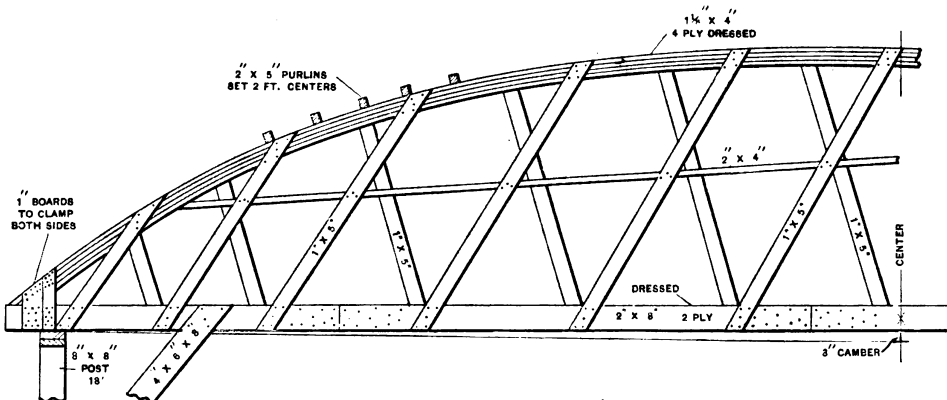 1⅛" X 4"
4 PLY DRESSED
2" X 5" PURLINS
SET 2 FT. CENTERS
1" BOARDS
TO CLAMP
BOTH SIDES
2" X 4"
1" X 5"
1" X 5"
1" X 5"
1" X 5"
CENTER
DRESSED
2" X 8" 2 PLY
3" CAMBER
8" X 8"
POST
18'
4' 6" X 8"